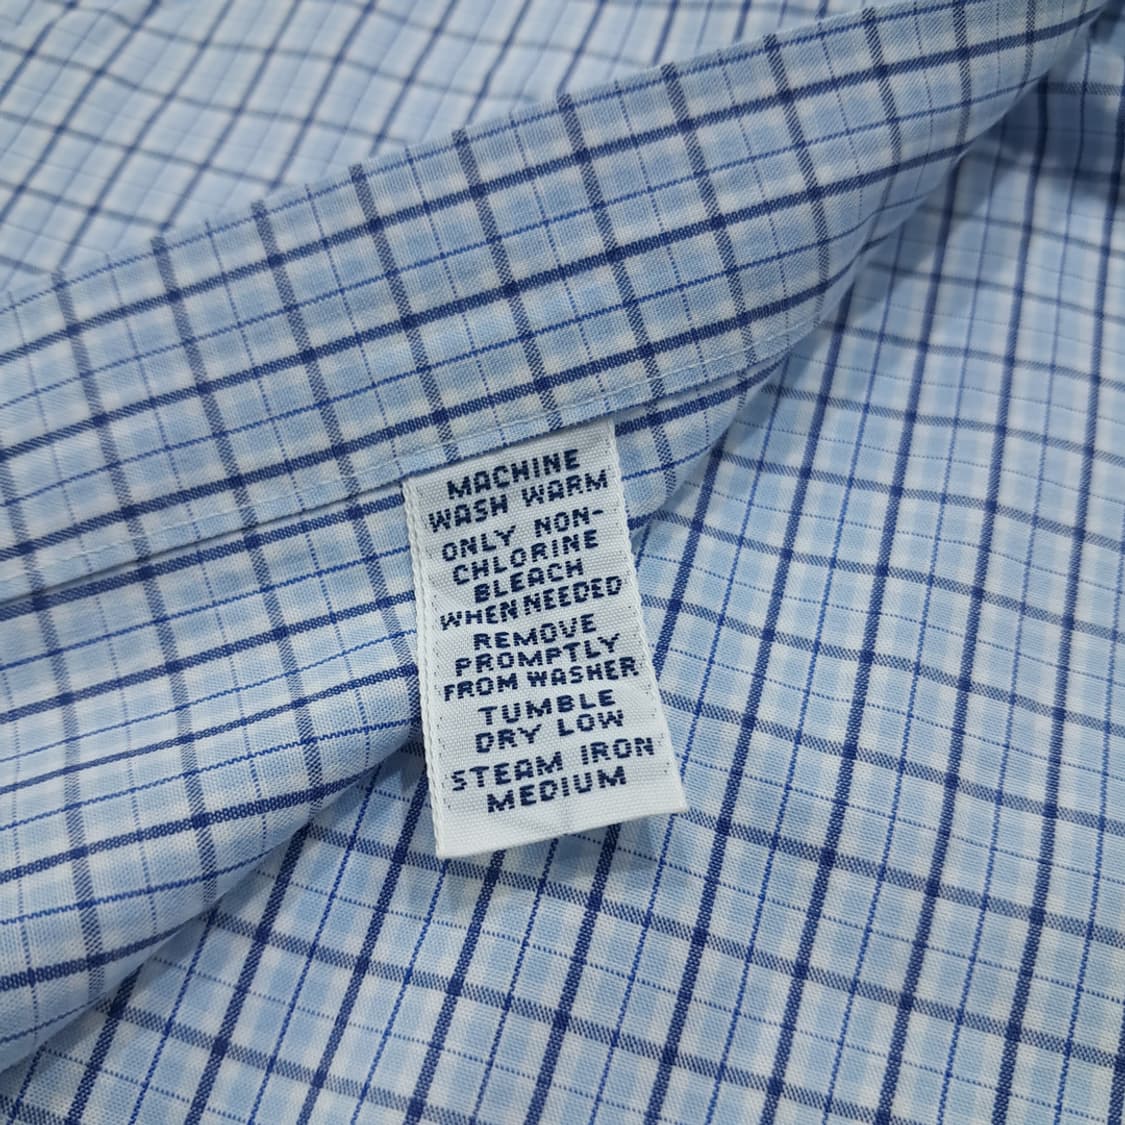 MACHINE
WASH WARM
ONLY NON-
CHLORINE
BLEACH
WHEN NEEDED
REMOVE
PROMPTLY
FROM WASHER
TUMBLE
DRY LOW
STEAM IRON
MEDIUM